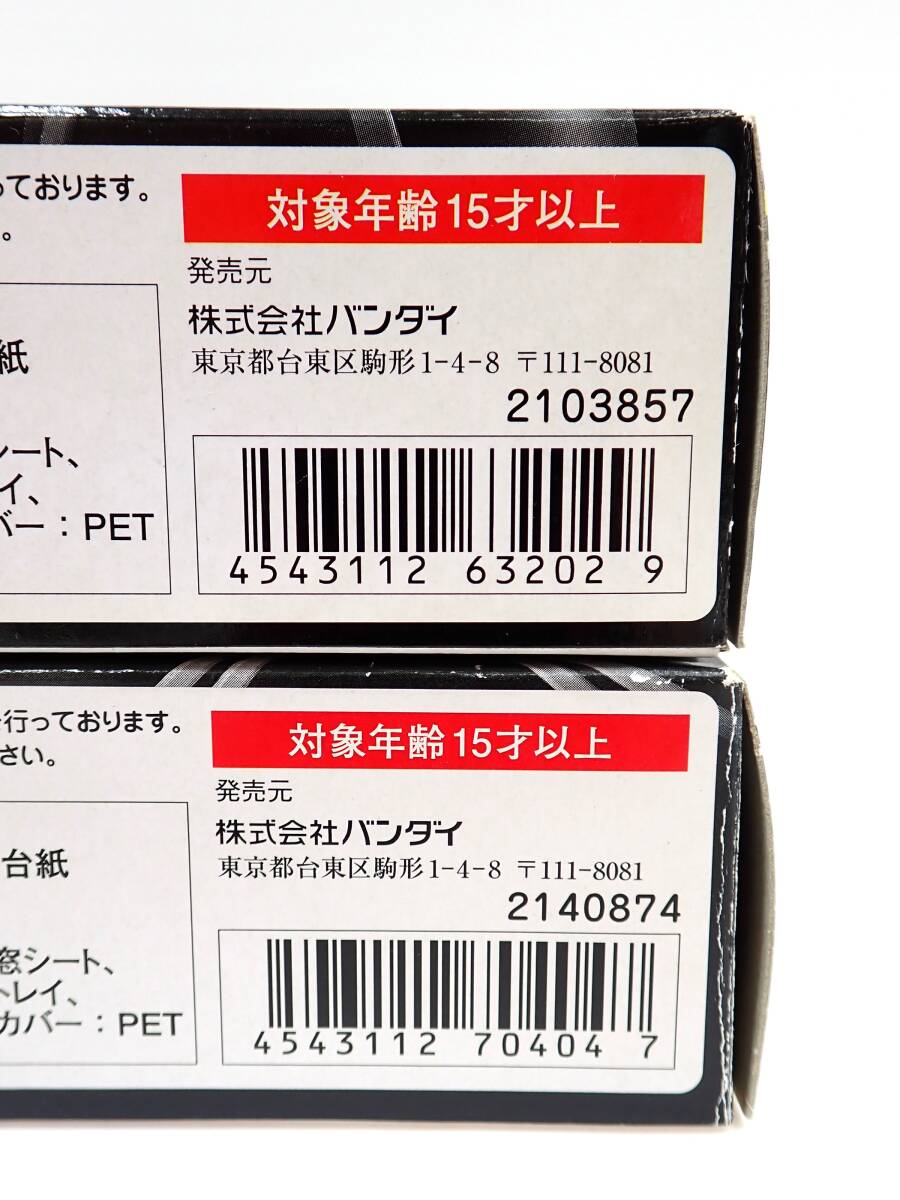 っております。
。
紙
シート、
イ、
バー：PET
対象年齢15才以上
発売元
株式会社バンダイ
東京都台東区駒形1-4-8 〒111-8081
2103857
4543112 63202 9
行っております。
さい。
台紙
窓シート、
トレイ、
カバー：PET
対象年齢15才以上
発売元
株式会社バンダイ
東京都台東区駒形1-4-8 〒111-8081
2140874
4543112 70404 7